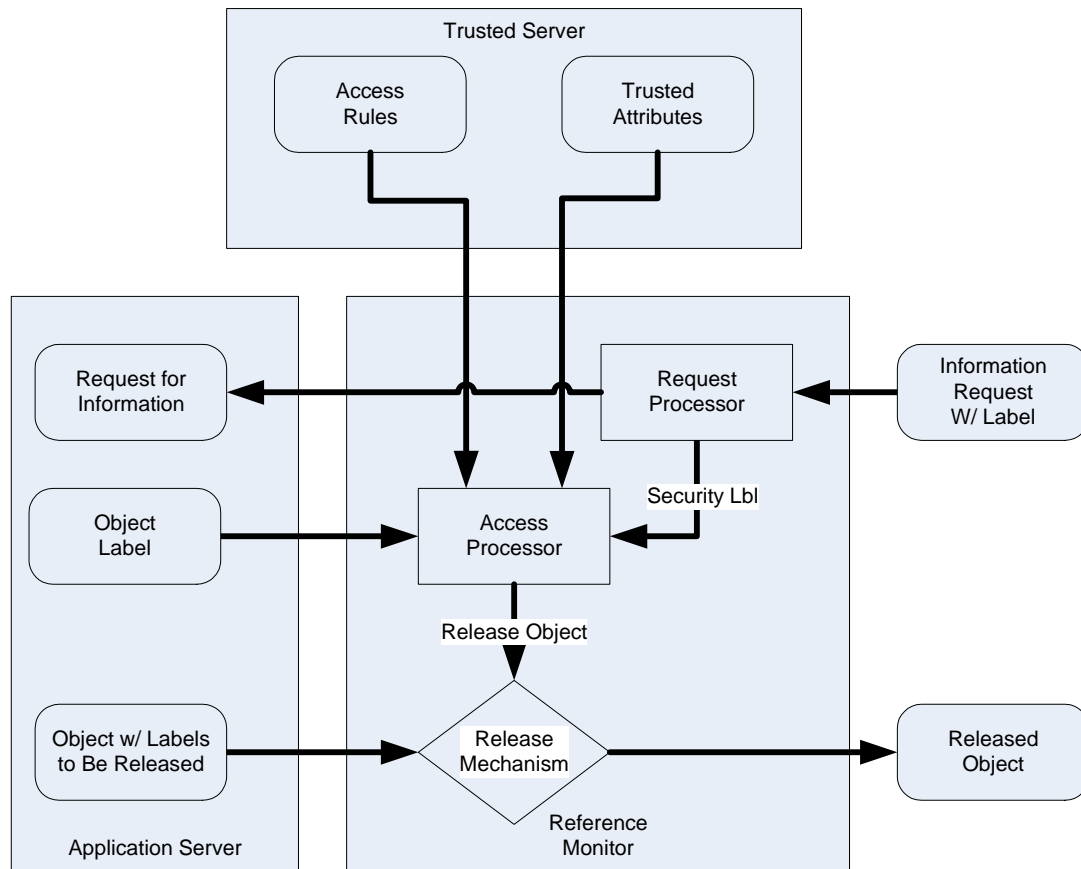 Trusted Server
Access
Rules
Trusted
Attributes
Request for
Information
Request
Processor
Information
Request
W/ Label
Security Lbl
Object
Label
Access
Processor
Release Object
Object w/ Labels
to Be Released
Release
Mechanism
Released
Object
Application Server
Reference
Monitor